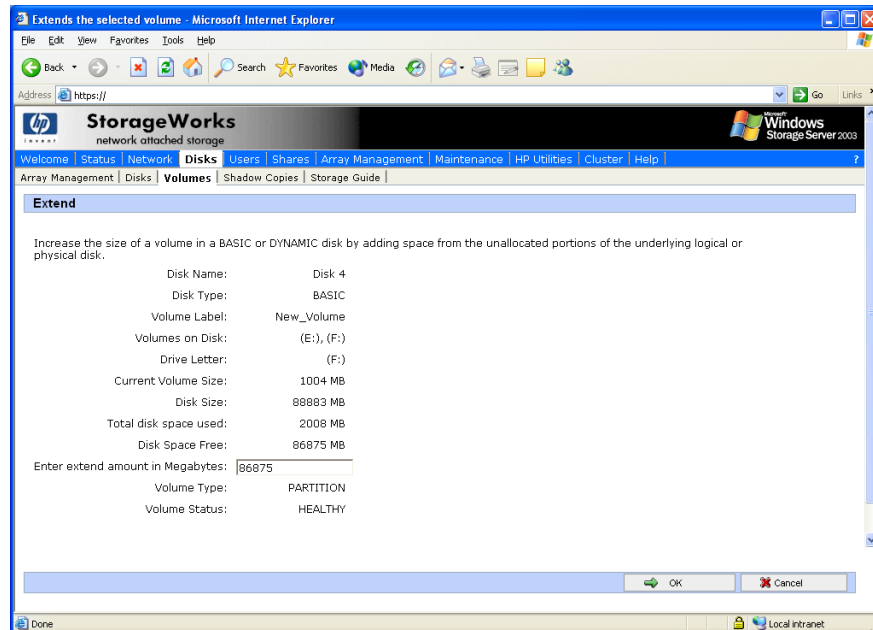 Extends the selected volume - Microsoft Internet Explorer
File Edit View Favorites Tools Help
Back Search Favorites Media
Address https:// Go Links
hp StorageWorks Microsoft Windows
invent network attached storage Storage Server 2003
Welcome | Status | Network | Disks | Users | Shares | Array Management | Maintenance | HP Utilities | Cluster | Help | ?
Array Management | Disks | Volumes | Shadow Copies | Storage Guide |
Extend
Increase the size of a volume in a BASIC or DYNAMIC disk by adding space from the unallocated portions of the underlying logical or
physical disk.
Disk Name: Disk 4
Disk Type: BASIC
Volume Label: New_Volume
Volumes on Disk: (E:), (F:)
Drive Letter: (F:)
Current Volume Size: 1004 MB
Disk Size: 88883 MB
Total disk space used: 2008 MB
Disk Space Free: 86875 MB
Enter extend amount in Megabytes: 86875
Volume Type: PARTITION
Volume Status: HEALTHY
OK Cancel
Done Local intranet